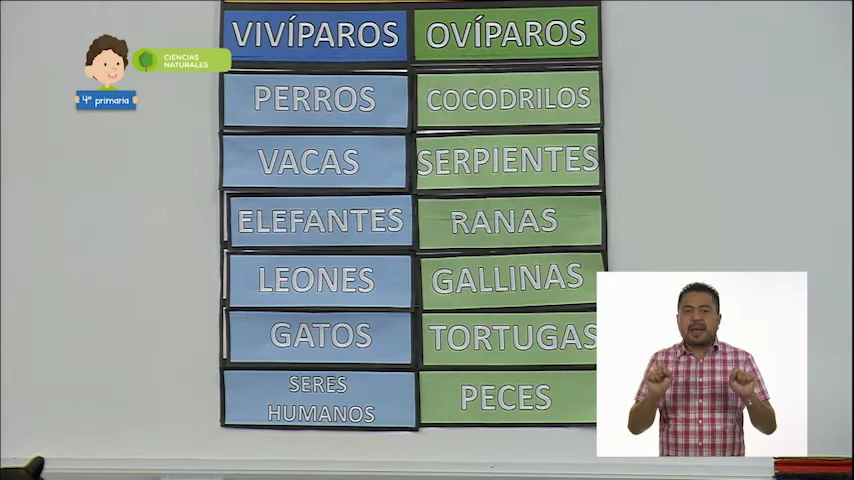 VIVÍPAROS OVÍPAROS
CIENCIAS
NATURALES
4º primaria
PERROS COCODRILOS
VACAS SERPIENTES
ELEFANTES RANAS
LEONES GALLINAS
GATOS TORTUGAS
SERES
HUMANOS PECES